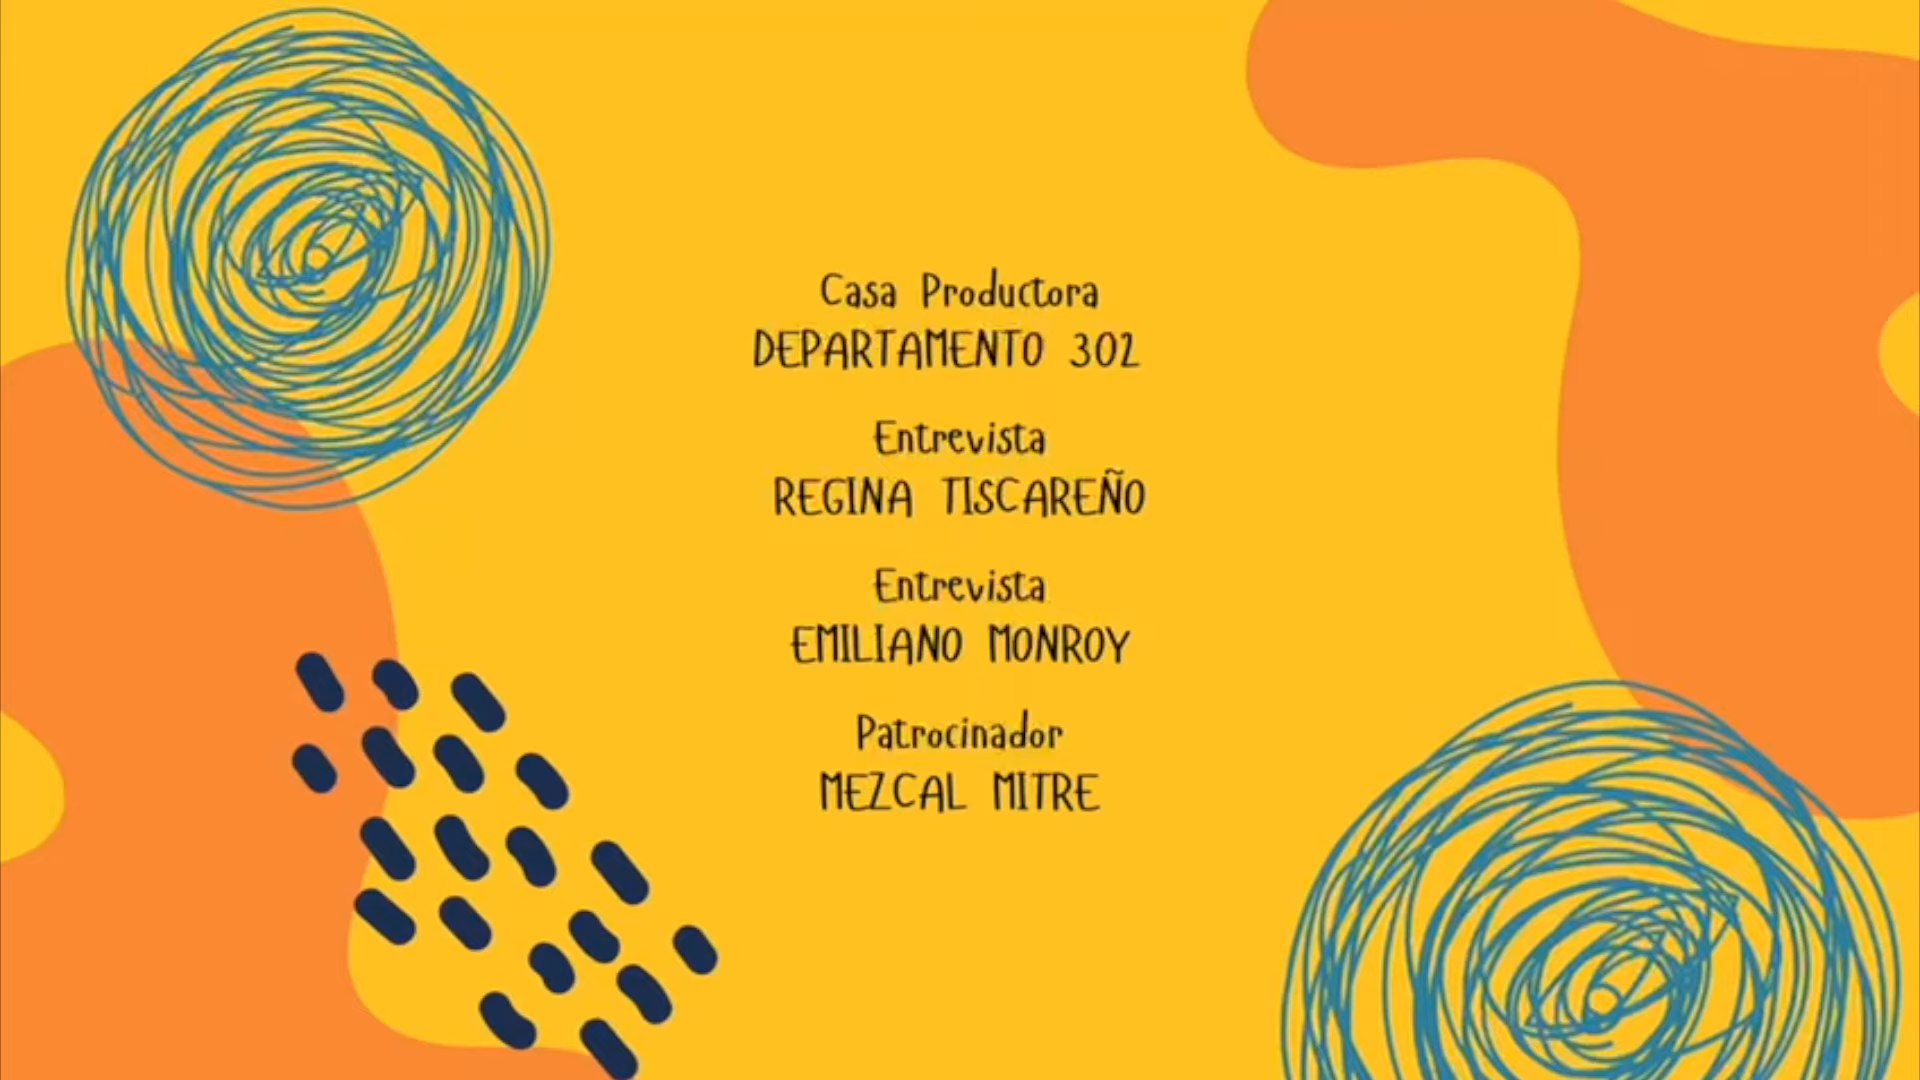 Casa Productora
DEPARTAMENTO 302
Entrevista
REGINA TISCAREÑO
Entrevista
EMILIANO MONROY
Patrocinador
MEZCAL MITRE